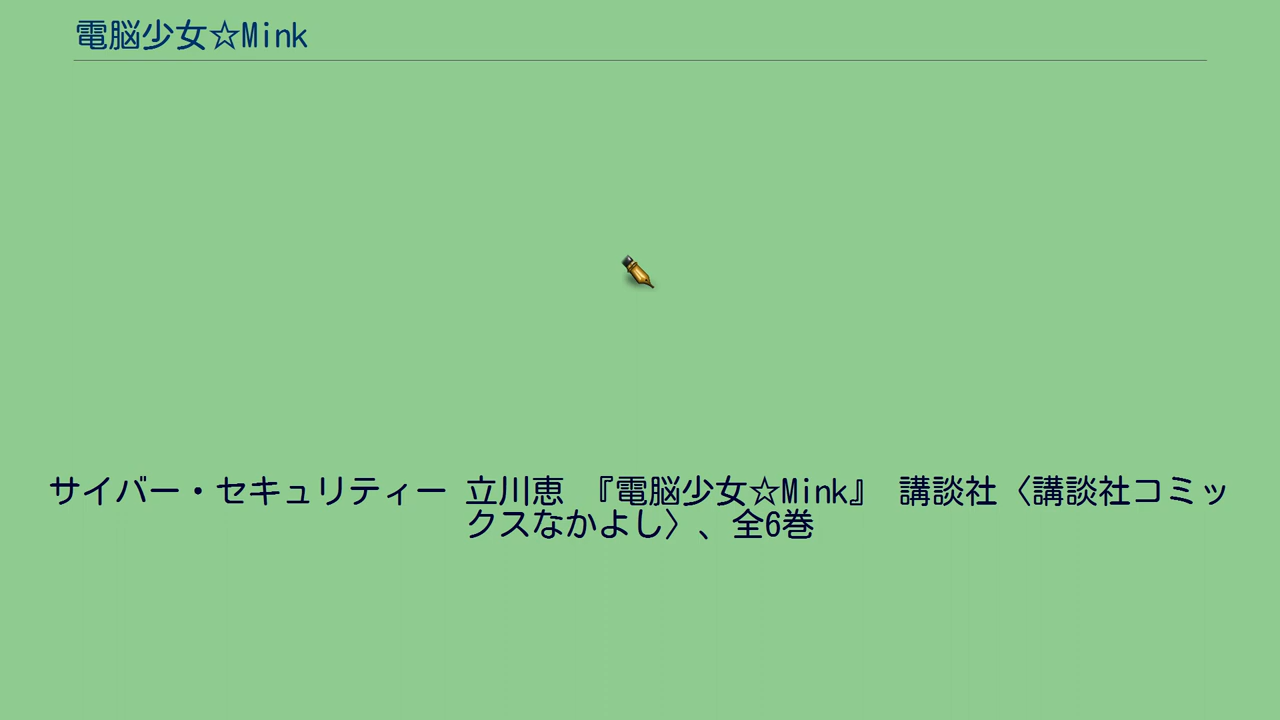 電脳少女☆Mink
サイバー・セキュリティー 立川恵 『電脳少女☆Mink』 講談社〈講談社コミッ
クスなかよし〉、全6巻